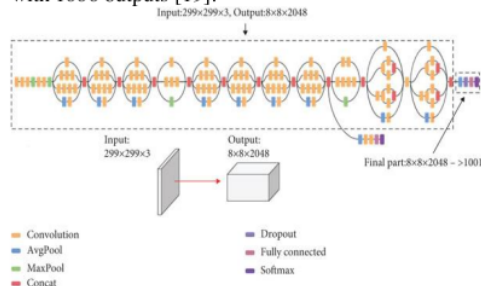 Input:299×299×3, Output:8×8×2048
Input:
299×299×3
Output:
8×8×2048
Final part:8×8×2048 – >1001
Convolution
AvgPool
MaxPool
Concat
Dropout
Fully connected
Softmax